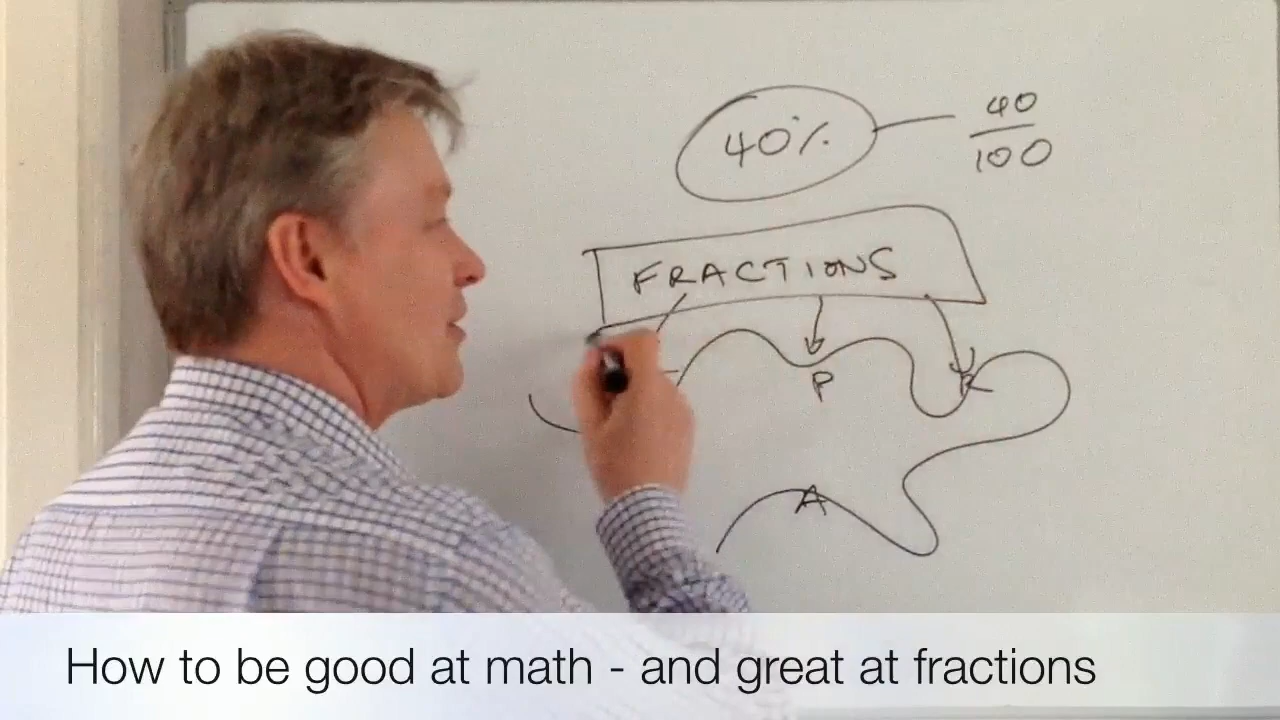 40%
40
100
FRACTIONS
P
R
A
How to be good at math - and great at fractions